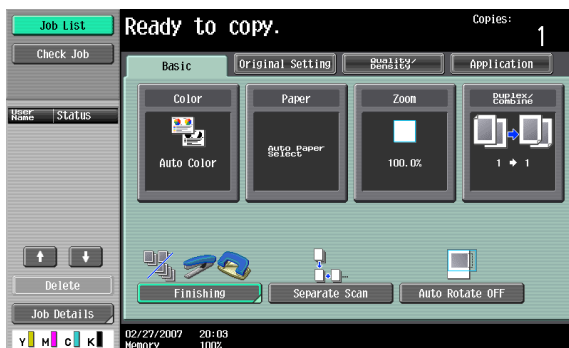 Job List
Check Job
User
Name
Status
Delete
Job Details
Y M C K
Ready to copy.
Copies:
1
Basic
Original Setting
Quality/
Density
Application
Color
Auto Color
Paper
Auto Paper
Select
Zoom
100.0%
Duplex/
Combine
1 → 1
Finishing
Separate Scan
Auto Rotate OFF
02/27/2007 20:03
Memory 100%